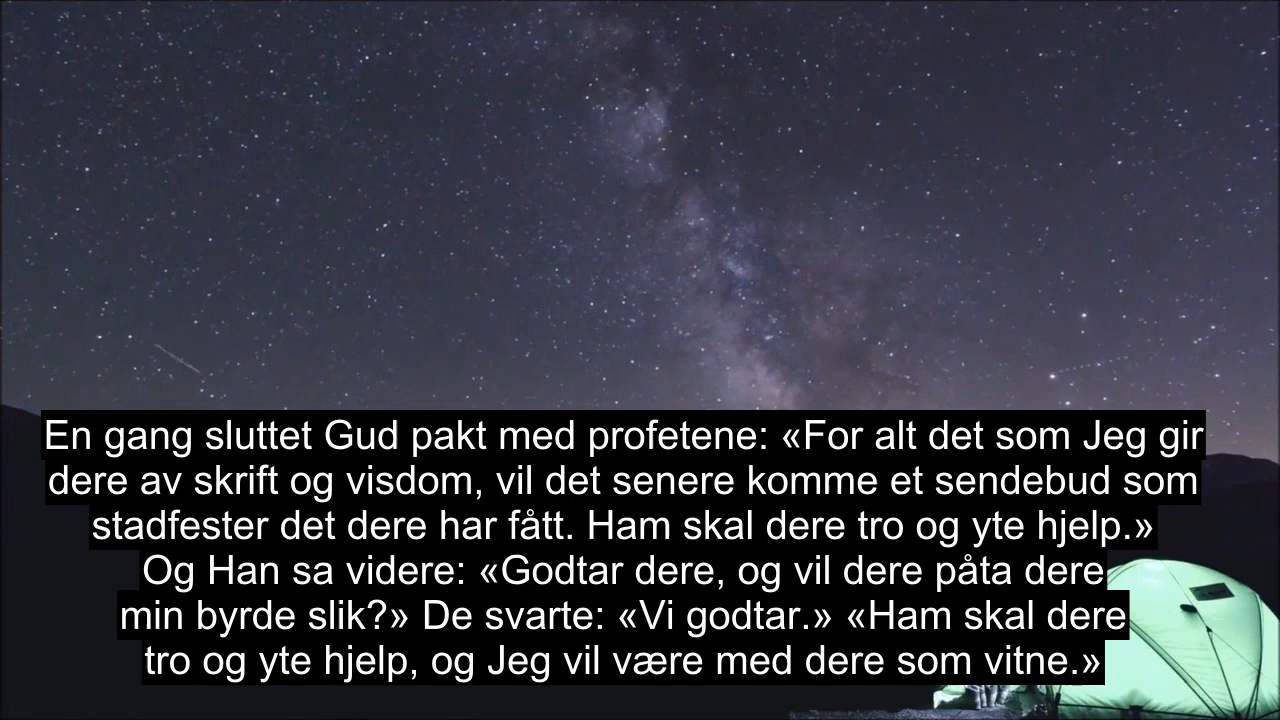 En gang sluttet Gud pakt med profetene: «For alt det som Jeg gir
dere av skrift og visdom, vil det senere komme et sendebud som
stadfester det dere har fått. Ham skal dere tro og yte hjelp.»
Og Han sa videre: «Godtar dere, og vil dere påta dere
min byrde slik?» De svarte: «Vi godtar.» «Ham skal dere
tro og yte hjelp, og Jeg vil være med dere som vitne.»